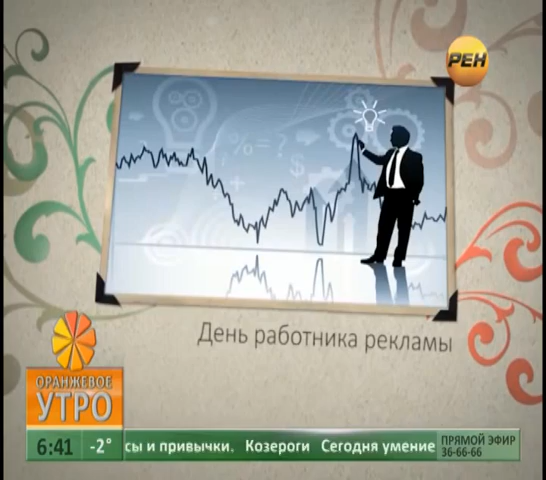 РЕН
%=?
$
День работника рекламы
ОРАНЖЕВОЕ
УТРО
6:41 -2° сы и привычки. Козероги Сегодня умение
ПРЯМОЙ ЭФИР
36-66-66